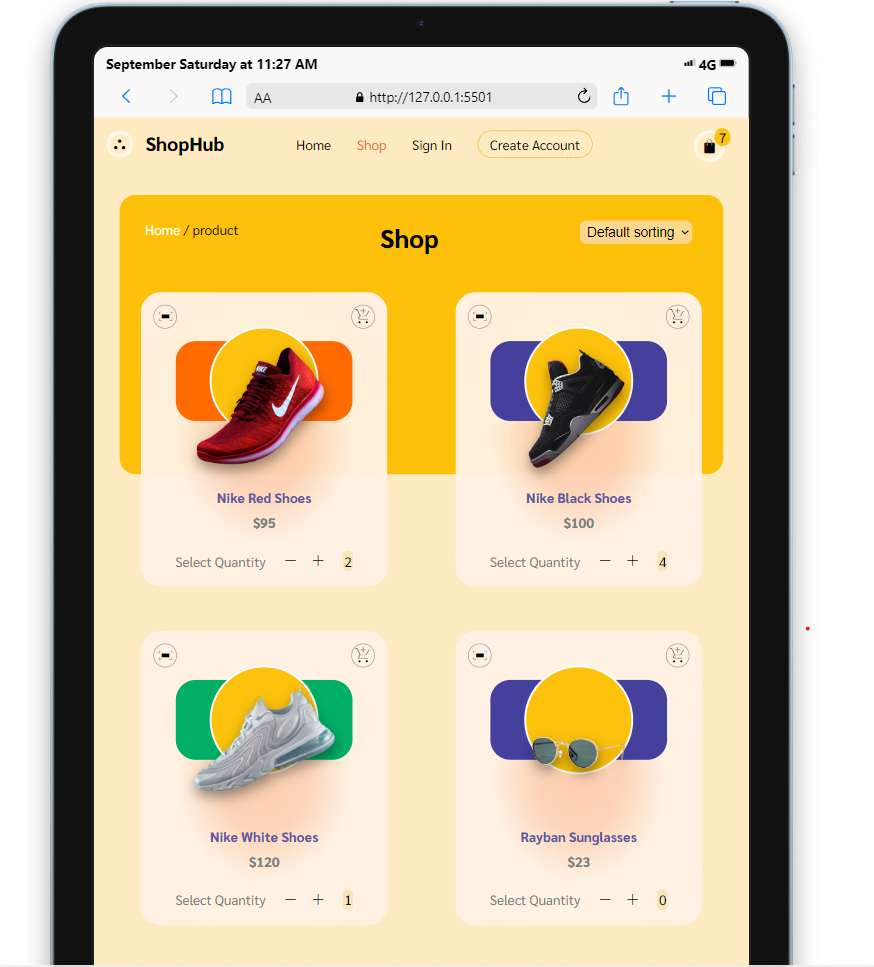 September Saturday at 11:27 AM
4G
AA
http://127.0.0.1:5501
ShopHub
Home
Shop
Sign In
Create Account
7
Home / product
Shop
Default sorting
Nike Red Shoes
$95
Select Quantity − + 2
Nike Black Shoes
$100
Select Quantity − + 4
Nike White Shoes
$120
Select Quantity − + 1
Rayban Sunglasses
$23
Select Quantity − + 0